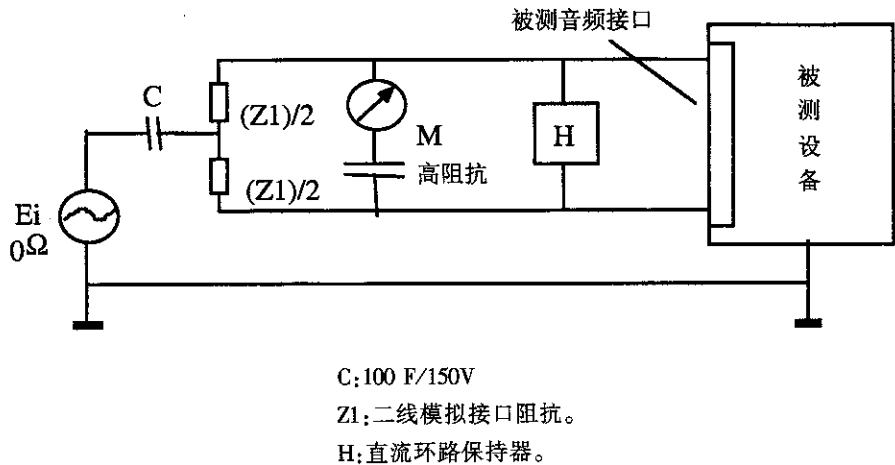 被测音频接口
被测设备
C
(Z1)/2
M
H
高阻抗
(Z1)/2
Ei
0Ω
C:100 F/150V
Z1:二线模拟接口阻抗。
H:直流环路保持器。